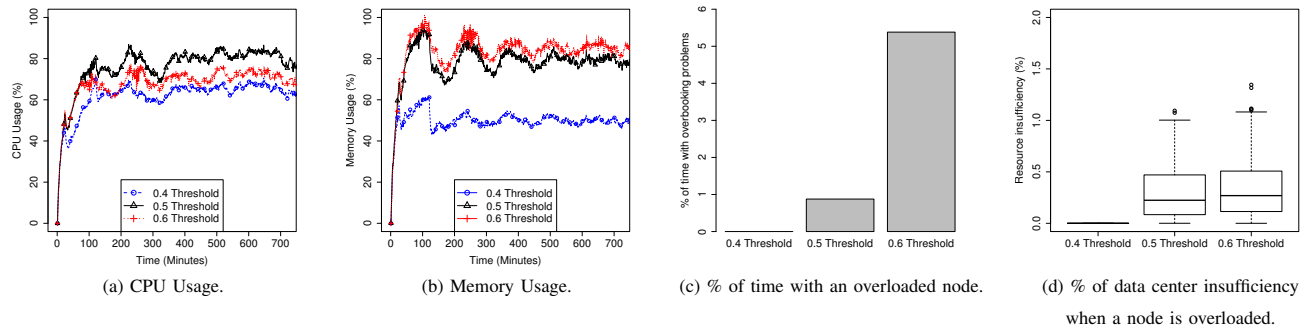 CPU Usage (%)
0
20
40
60
80
100
0.4 Threshold
0.5 Threshold
0.6 Threshold
0 100 200 300 400 500 600 700
Time (Minutes)
(a) CPU Usage.
Memory Usage (%)
0
20
40
60
80
100
0.4 Threshold
0.5 Threshold
0.6 Threshold
0 100 200 300 400 500 600 700
Time (Minutes)
(b) Memory Usage.
% of time with overbooking problems
0
1
2
3
4
5
6
0.4 Threshold 0.5 Threshold 0.6 Threshold
(c) % of time with an overloaded node.
Resource insufficiency (%)
0.0
0.5
1.0
1.5
2.0
0.4 Threshold 0.5 Threshold 0.6 Threshold
(d) % of data center insufficiency
when a node is overloaded.